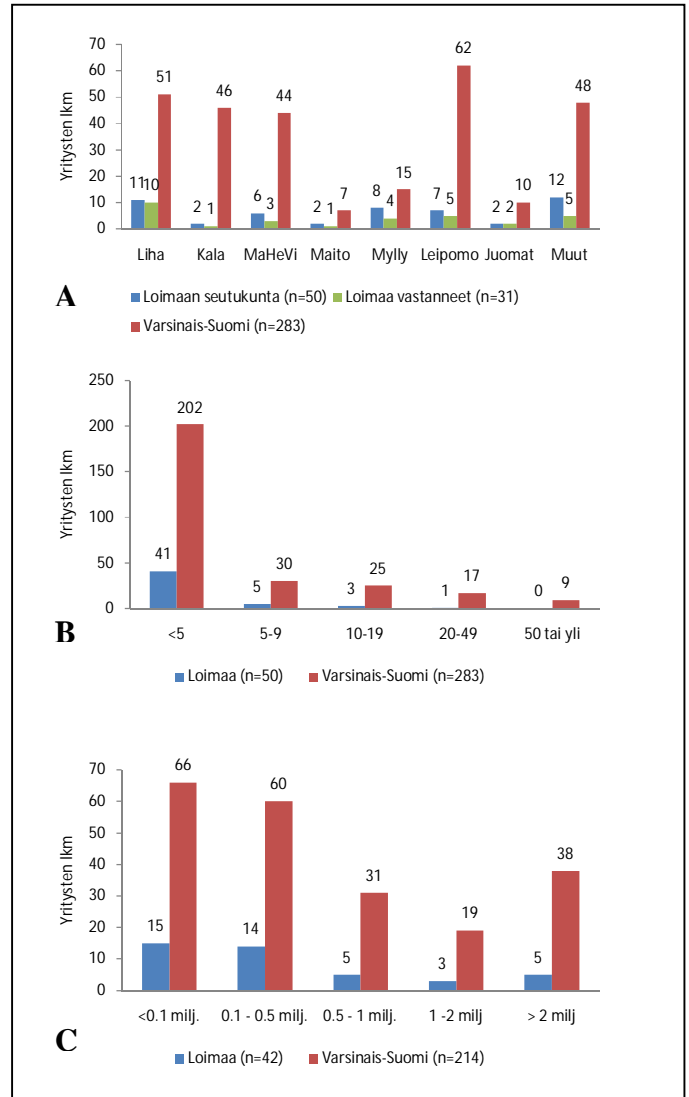 70
60
50
40
30
20
10
0
Yritysten lkm
11 10 51
2 1 46
6 3 44
2 1 7
8 4 15
7 5 62
2 2 10
12 5 48
Liha Kala MaHeVi Maito Mylly Leipomo Juomat Muut
A
Loimaan seutukunta (n=50) Loimaa vastanneet (n=31)
Varsinais-Suomi (n=283)
250
200
150
100
50
0
Yritysten lkm
41 202
5 30
3 25
1 17
0 9
<5 5-9 10-19 20-49 50 tai yli
B
Loimaa (n=50) Varsinais-Suomi (n=283)
70
60
50
40
30
20
10
0
Yritysten lkm
15 66
14 60
5 31
3 19
5 38
<0.1 milj. 0.1 - 0.5 milj. 0.5 - 1 milj. 1 -2 milj > 2 milj
C
Loimaa (n=42) Varsinais-Suomi (n=214)